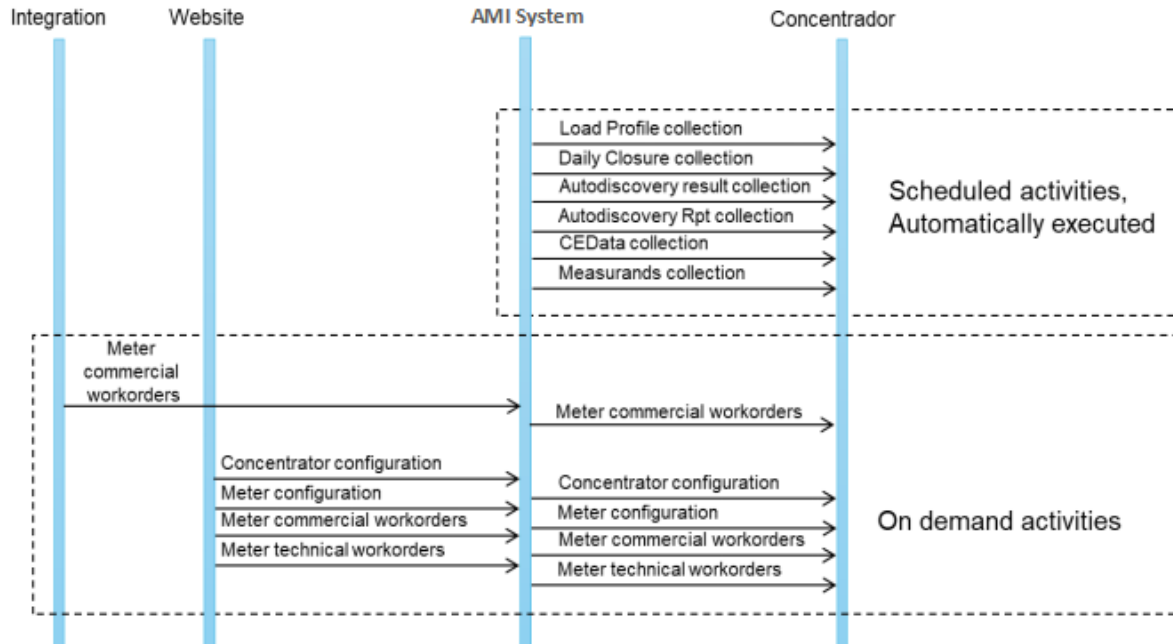 Integration
Website
AMI System
Concentrador
Load Profile collection
Daily Closure collection
Autodiscovery result collection
Autodiscovery Rpt collection
CEData collection
Measurands collection
Scheduled activities,
Automatically executed
Meter
commercial
workorders
Meter commercial workorders
Concentrator configuration
Meter configuration
Meter commercial workorders
Meter technical workorders
Concentrator configuration
Meter configuration
Meter commercial workorders
Meter technical workorders
On demand activities